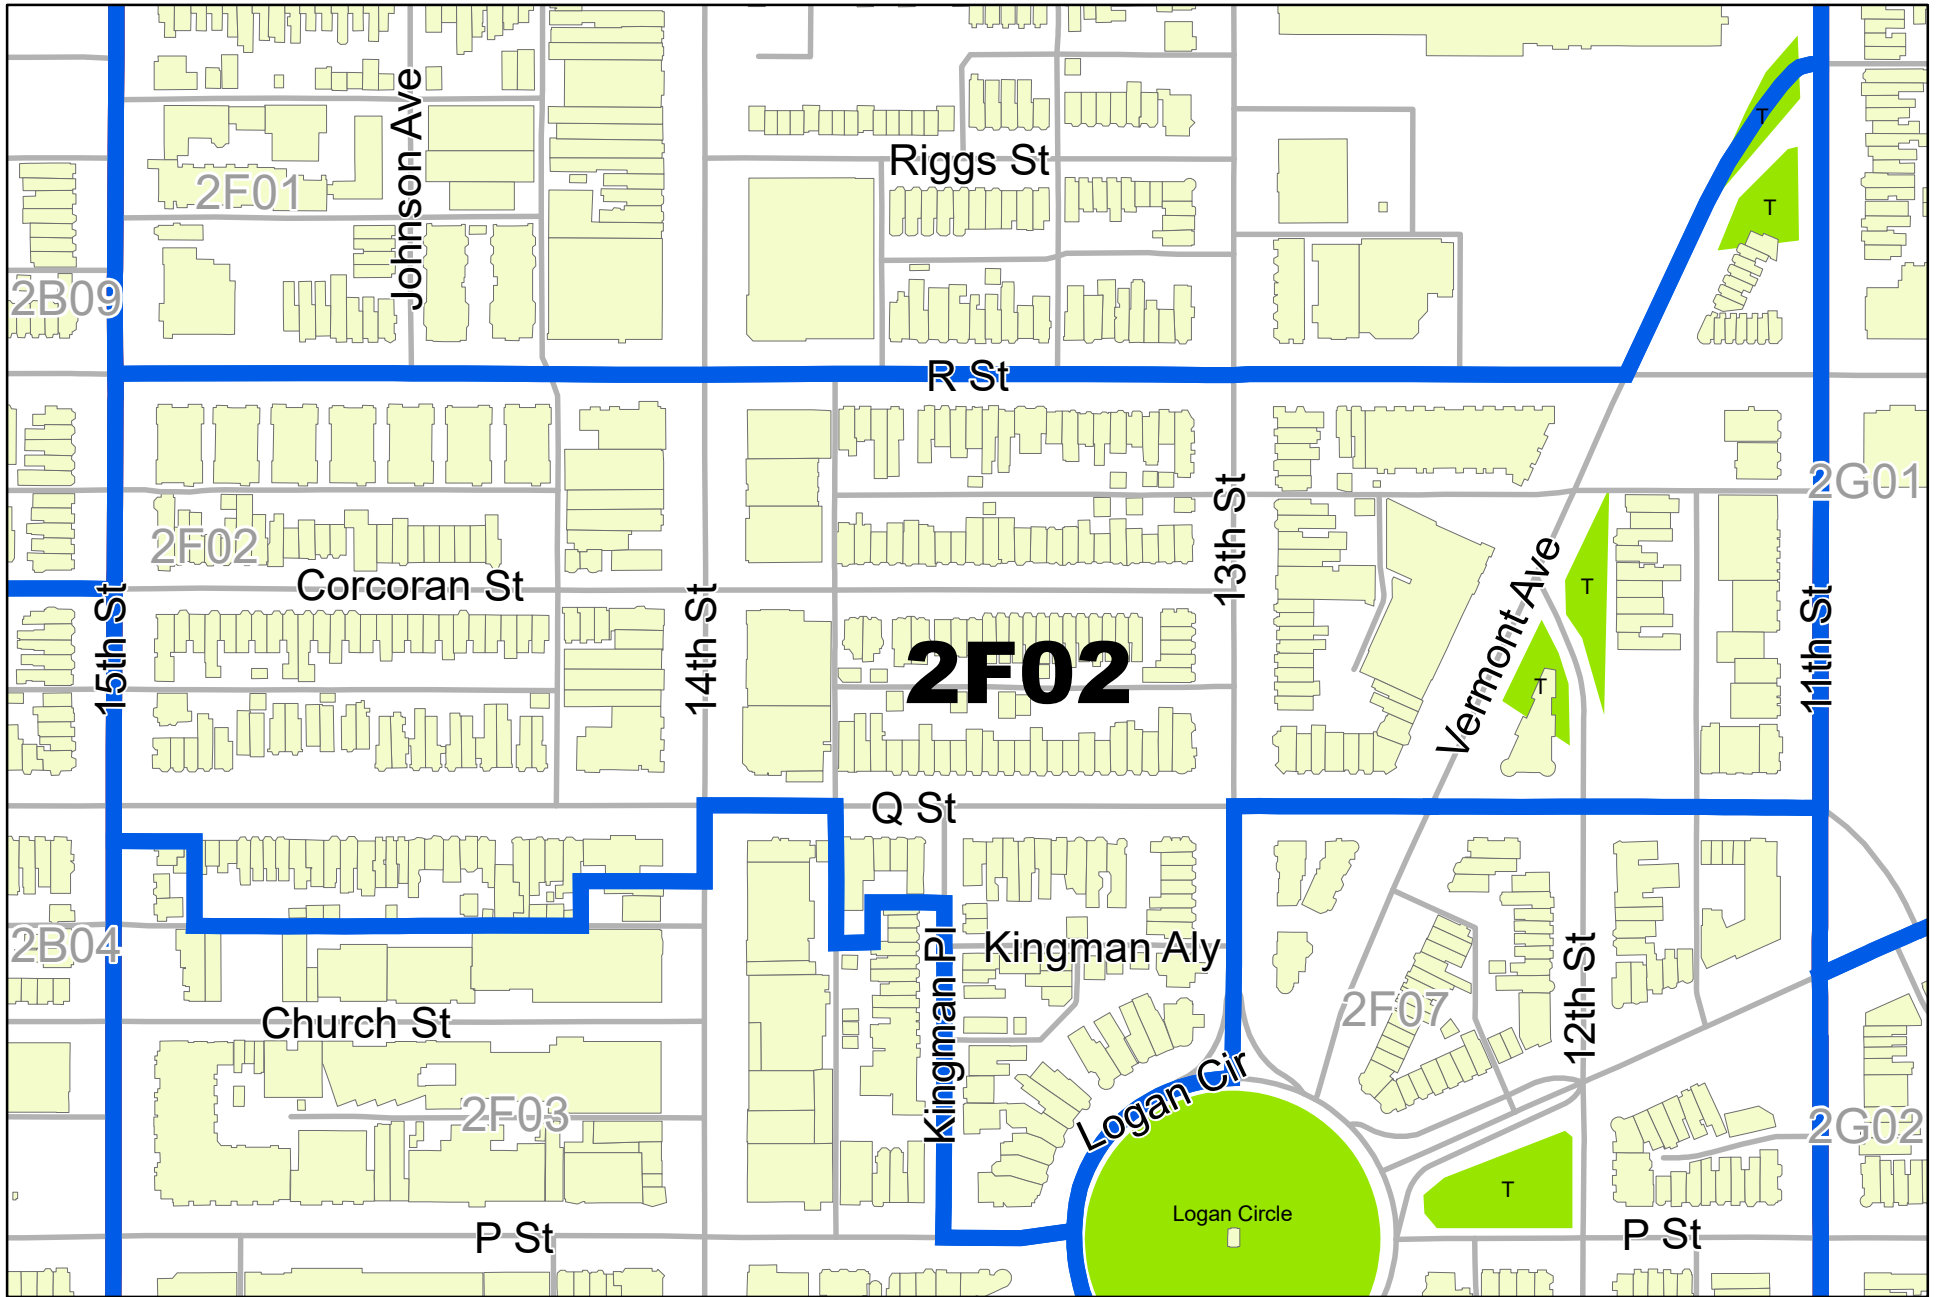 T
Johnson Ave
Riggs St
2F01
T
2B09
R St
2G01
13th St
2F02
Vermont Ave
Corcoran St
T
15th St
14th St
11th St
2F02
T
Q St
2B04
Kingman Aly
Kingman Pl
12th St
2F07
Church St
Logan Cir
2F03
2G02
T
Logan Circle
P St
P St